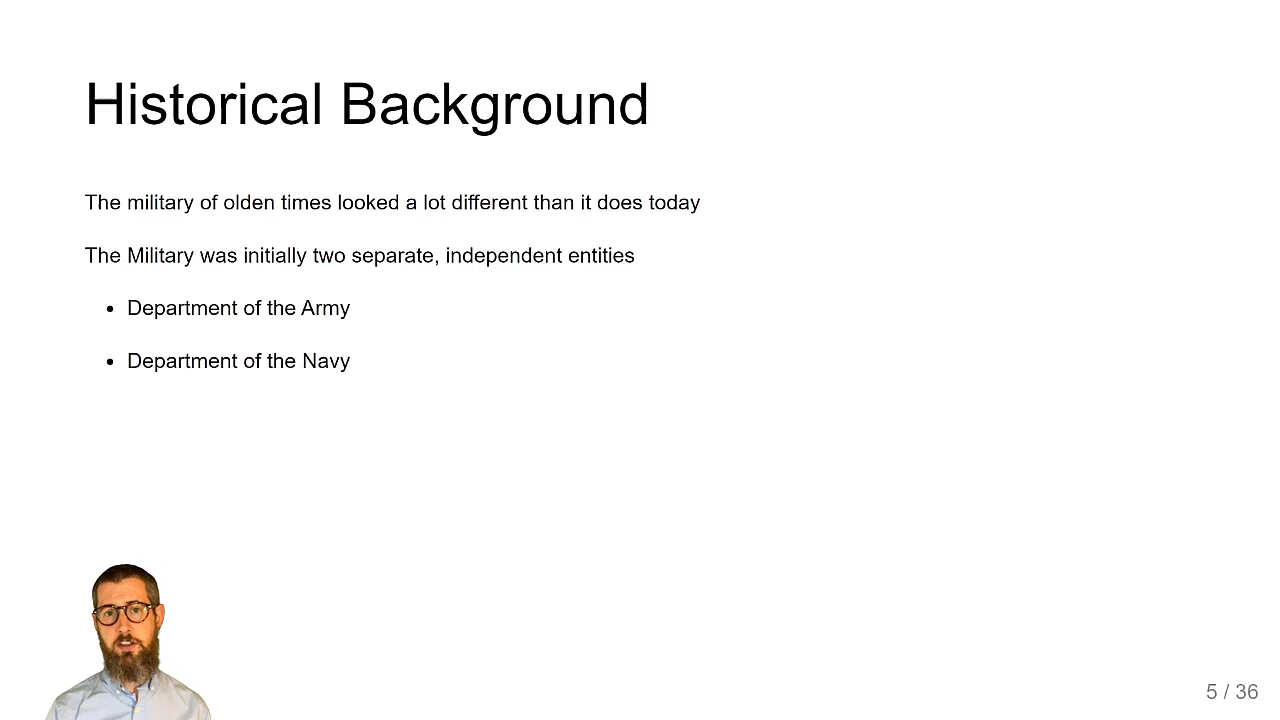 Historical Background
The military of olden times looked a lot different than it does today
The Military was initially two separate, independent entities
• Department of the Army
• Department of the Navy
5 / 36